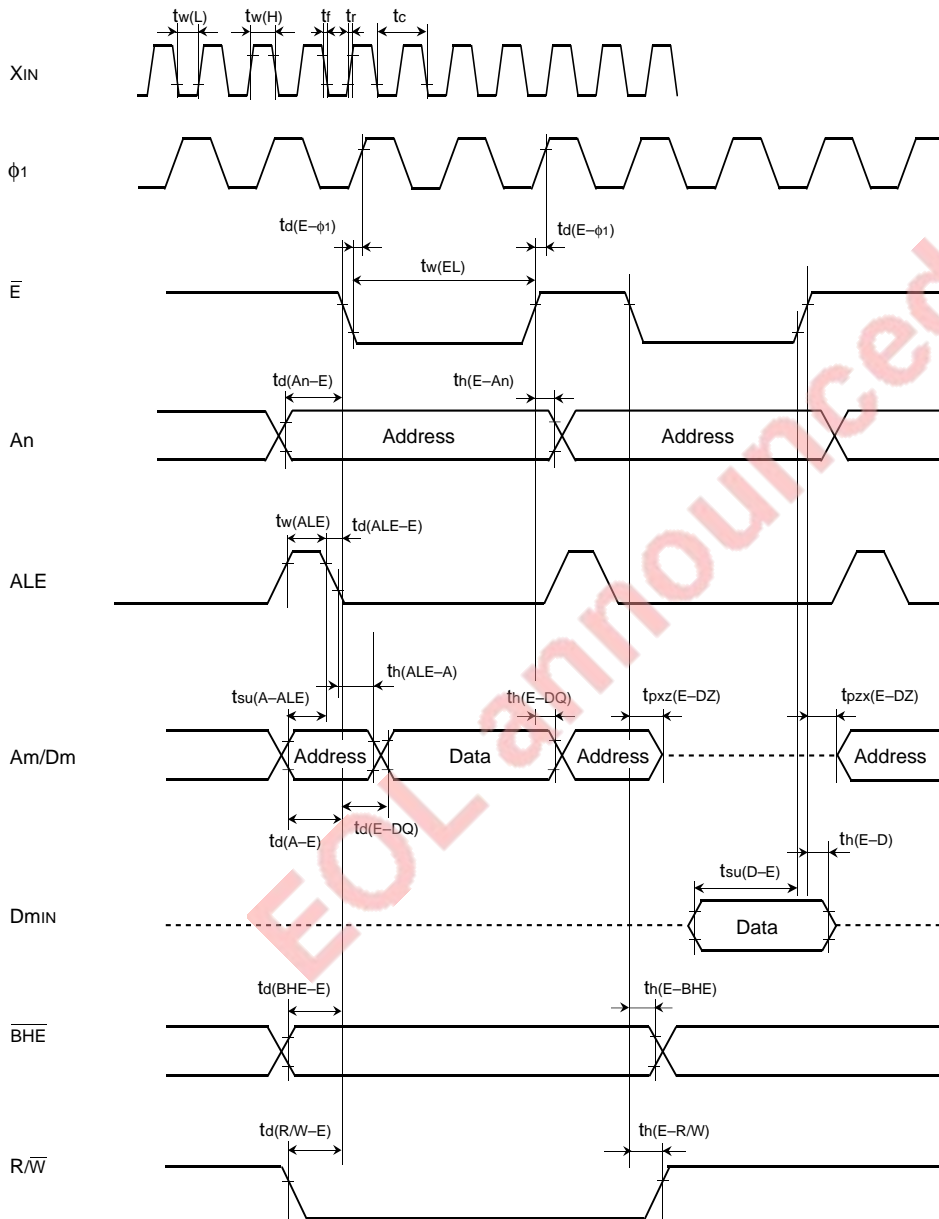 tw(L) tw(H) tf tr tc
XIN
ϕ1
td(E–ϕ1) td(E–ϕ1)
tw(EL)
E̅
td(An–E) th(E–An)
An Address Address
tw(ALE) td(ALE–E)
ALE
th(ALE–A)
tsu(A–ALE) th(E–DQ) tpxz(E–DZ) tpzx(E–DZ)
Am/Dm Address Data Address Address
td(A–E) td(E–DQ)
th(E–D)
tsu(D–E)
DmIN Data
td(BHE–E) th(E–BHE)
B̅H̅E̅
td(R/W–E) th(E–R/W)
R/W̅
EOL announced